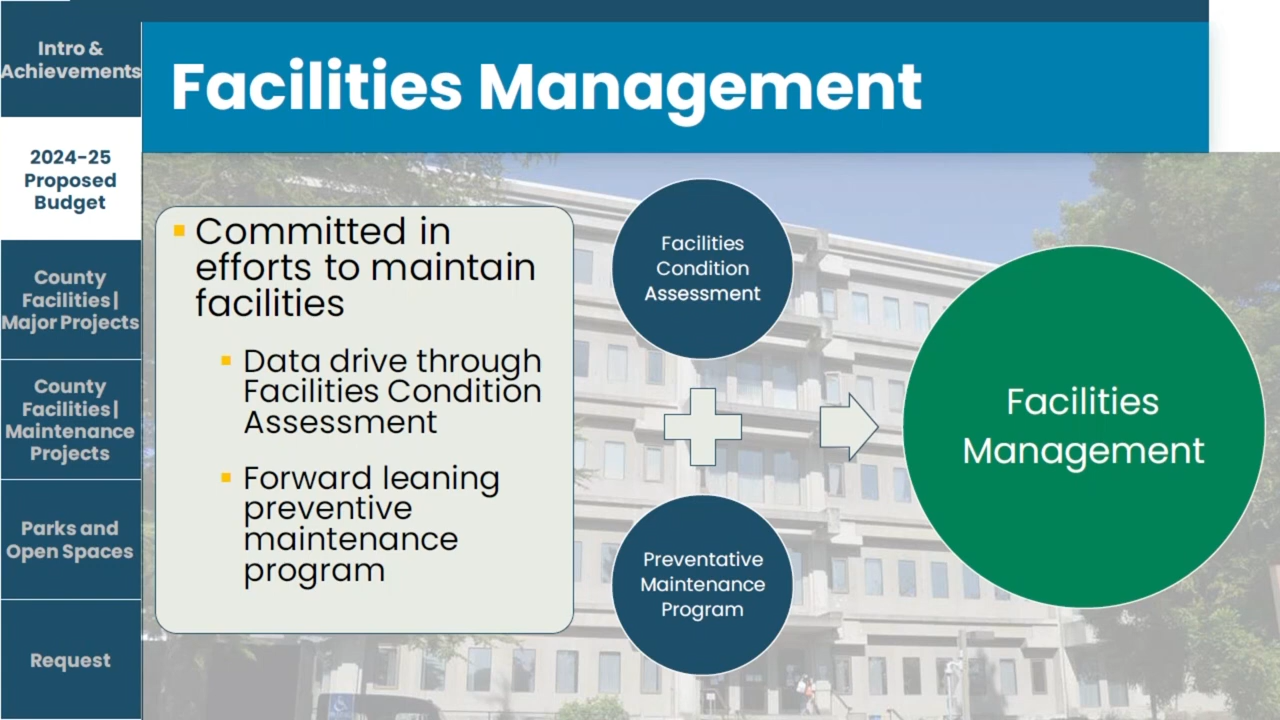 Intro &
Achievements
2024-25
Proposed
Budget
County
Facilities|
Major Projects
County
Facilities|
Maintenance
Projects
Parks and
Open Spaces
Request
Facilities Management
Committed in
efforts to maintain
facilities
Data drive through
Facilities Condition
Assessment
Forward leaning
preventive
maintenance
program
Facilities
Condition
Assessment
Preventative
Maintenance
Program
Facilities
Management